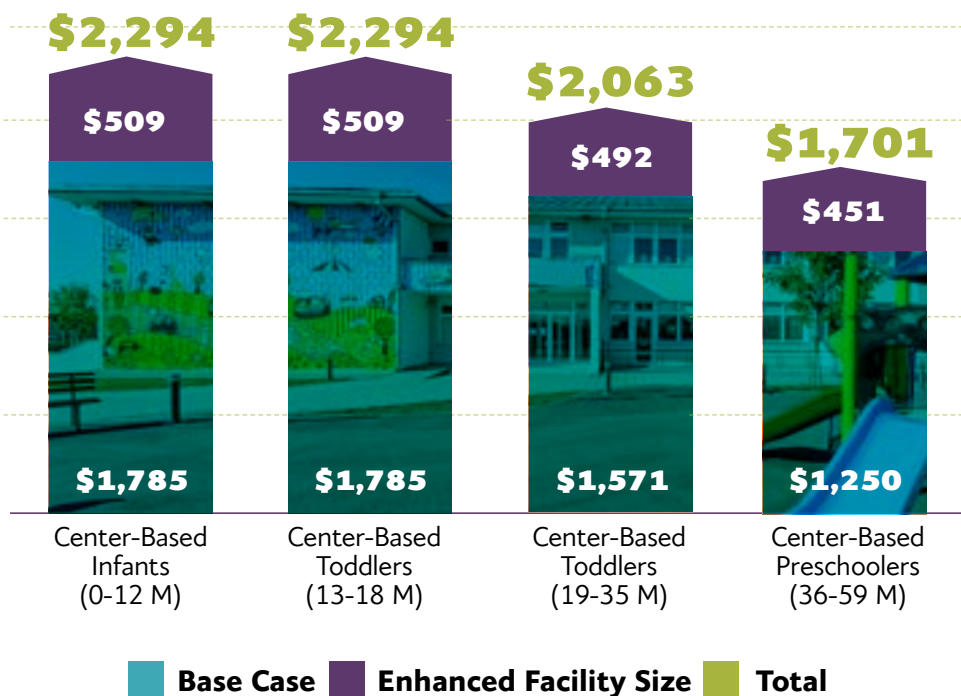 $2,294 $2,294
$2,063
$1,701
$509 $509
$492
$451
$1,785 $1,785 $1,571 $1,250
Center-Based
Infants
(0-12 M)
Center-Based
Toddlers
(13-18 M)
Center-Based
Toddlers
(19-35 M)
Center-Based
Preschoolers
(36-59 M)
Base Case Enhanced Facility Size Total